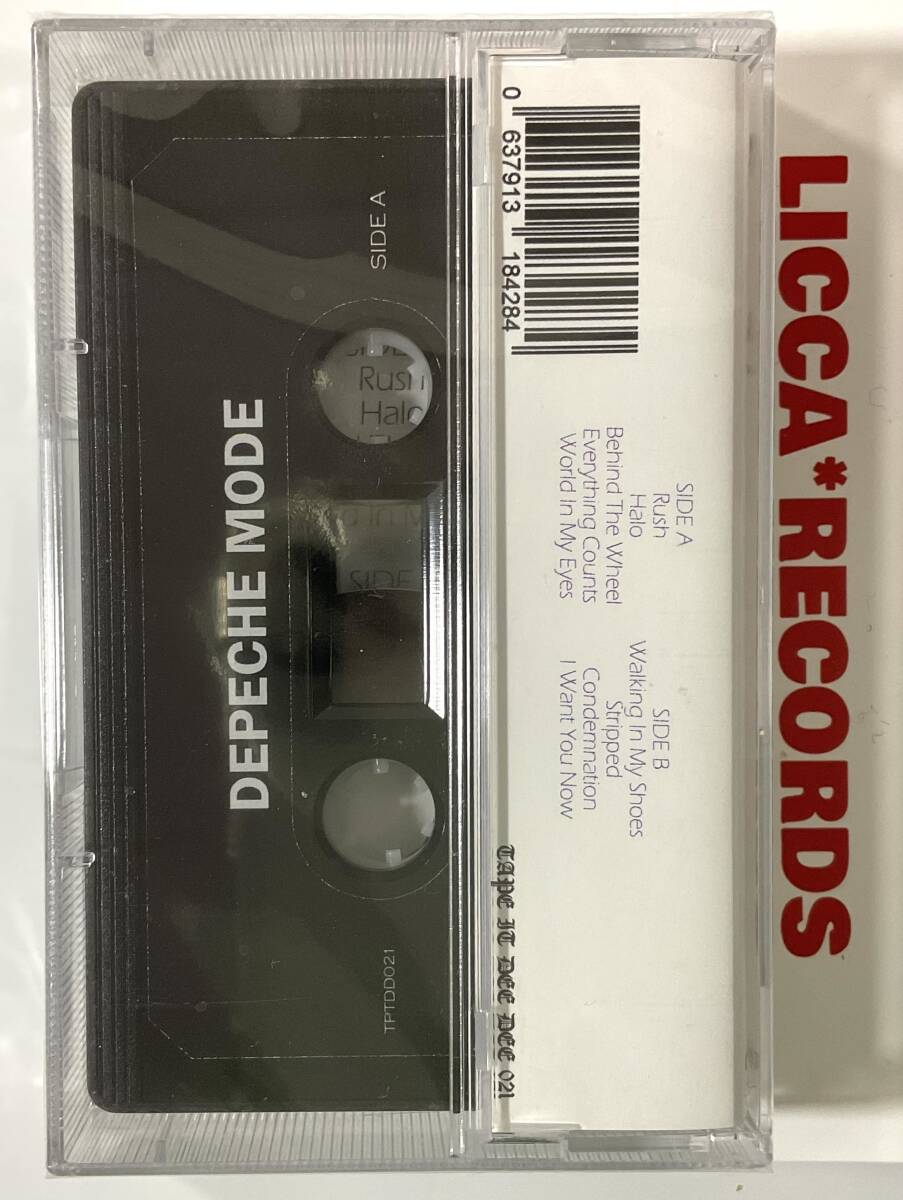 DEPECHE MODE
SIDE A
TPTDD021
Rush
Halo
SIDE
0 637913 184284
SIDE A
Rush
Halo
Behind The Wheel
Everything Counts
World In My Eyes
SIDE B
Walking In My Shoes
Stripped
Condemnation
I Want You Now
TAPE IT DEE DEE 021
LICCA*RECORDS